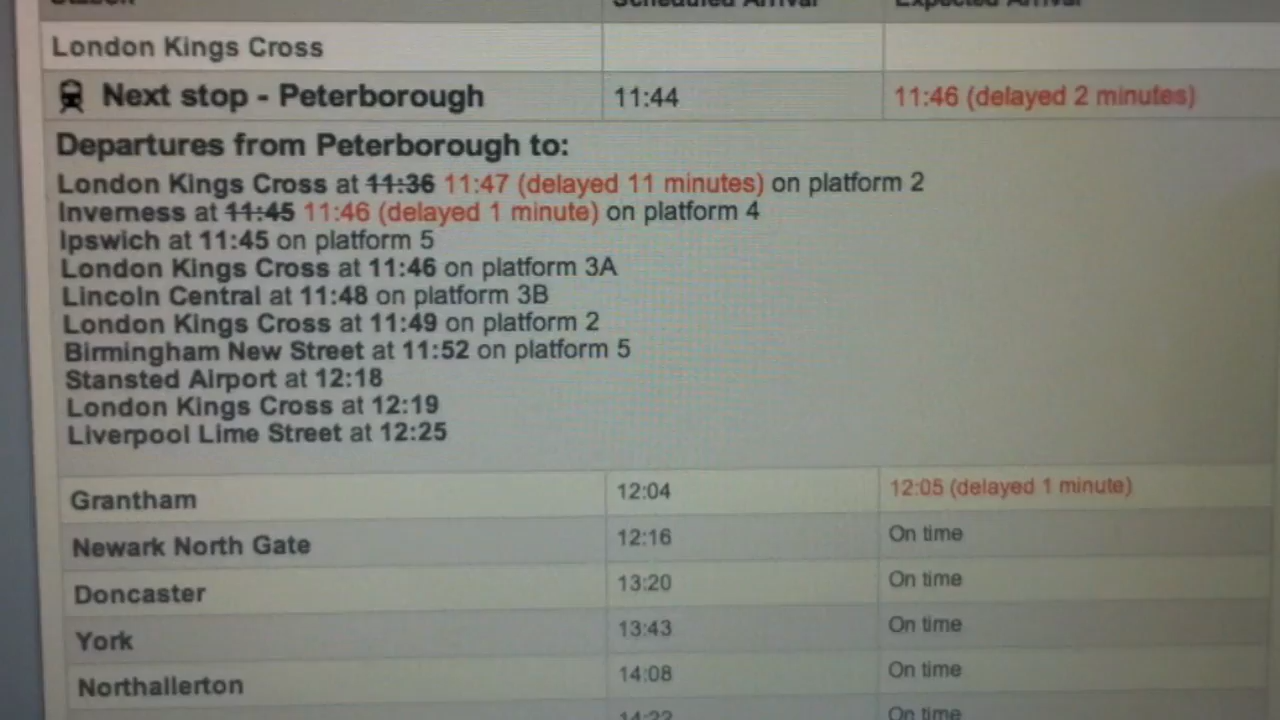 Station Scheduled Arrival Expected Arrival
London Kings Cross
Next stop - Peterborough 11:44 11:46 (delayed 2 minutes)
Departures from Peterborough to:
London Kings Cross at 11:36 11:47 (delayed 11 minutes) on platform 2
Inverness at 11:45 11:46 (delayed 1 minute) on platform 4
Ipswich at 11:45 on platform 5
London Kings Cross at 11:46 on platform 3A
Lincoln Central at 11:48 on platform 3B
London Kings Cross at 11:49 on platform 2
Birmingham New Street at 11:52 on platform 5
Stansted Airport at 12:18
London Kings Cross at 12:19
Liverpool Lime Street at 12:25
Grantham 12:04 12:05 (delayed 1 minute)
Newark North Gate 12:16 On time
Doncaster 13:20 On time
York 13:43 On time
Northallerton 14:08 On time
14:22 On time